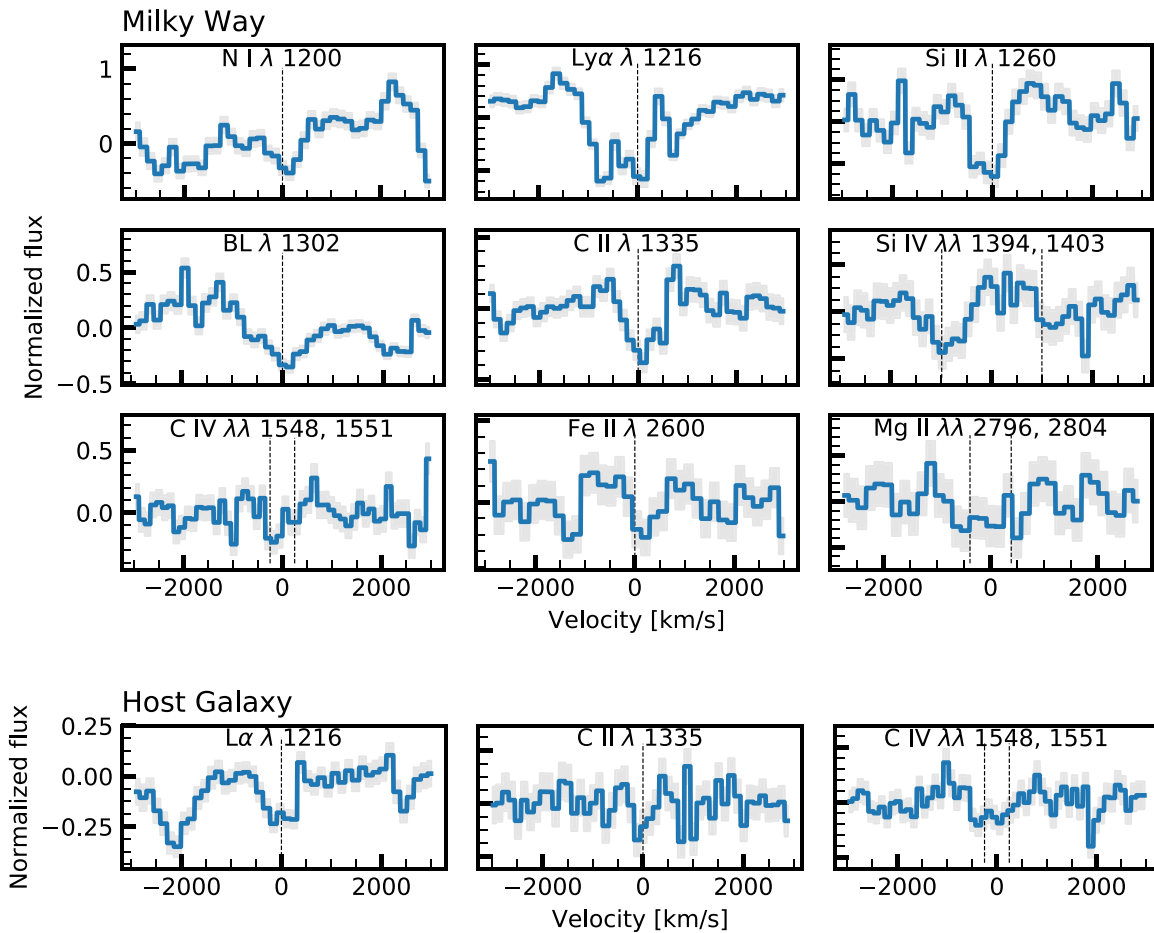 Milky Way
N I λ 1200
Lyα λ 1216
Si II λ 1260
1
0
BL λ 1302
C II λ 1335
Si IV λλ 1394, 1403
Normalized flux
0.5
0.0
−0.5
C IV λλ 1548, 1551
Fe II λ 2600
Mg II λλ 2796, 2804
0.5
0.0
−2000 0 2000
−2000 0 2000
−2000 0 2000
Velocity [km/s]
Host Galaxy
Lα λ 1216
C II λ 1335
C IV λλ 1548, 1551
Normalized flux
0.25
0.00
−0.25
−2000 0 2000
−2000 0 2000
−2000 0 2000
Velocity [km/s]